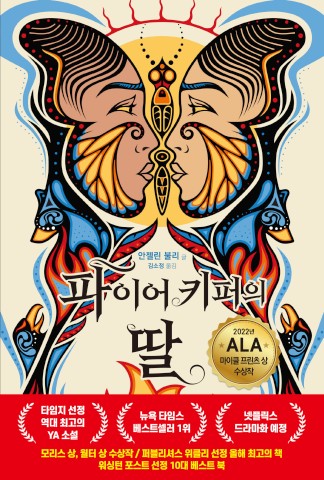 안젤린 불리 글
김소정 옮김
파이어 키퍼의
딸
2022년
ALA
마이클 프린츠 상
수상작
타임지 선정
역대 최고의
YA 소설
뉴욕 타임스
베스트셀러 1위
넷플릭스
드라마화 예정
모리스 상, 월터 상 수상작 / 퍼블리셔스 위클리 선정 올해 최고의 책
워싱턴 포스트 선정 10대 베스트 북